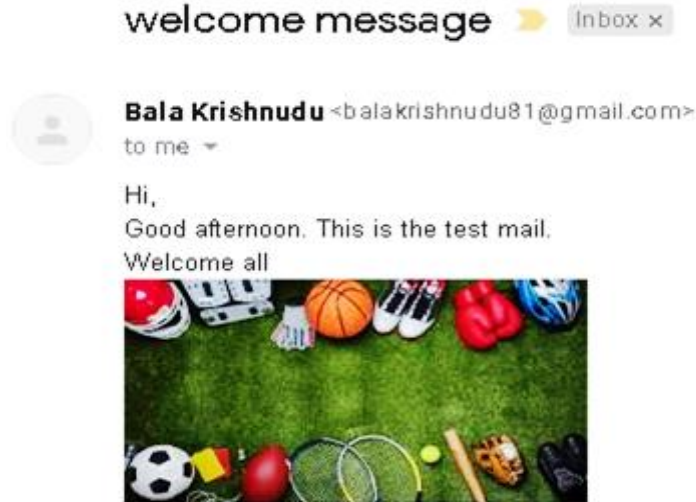 welcome message
Inbox ×
Bala Krishnudu <balakrishnudu81@gmail.com>
to me
Hi,
Good afternoon. This is the test mail.
Welcome all